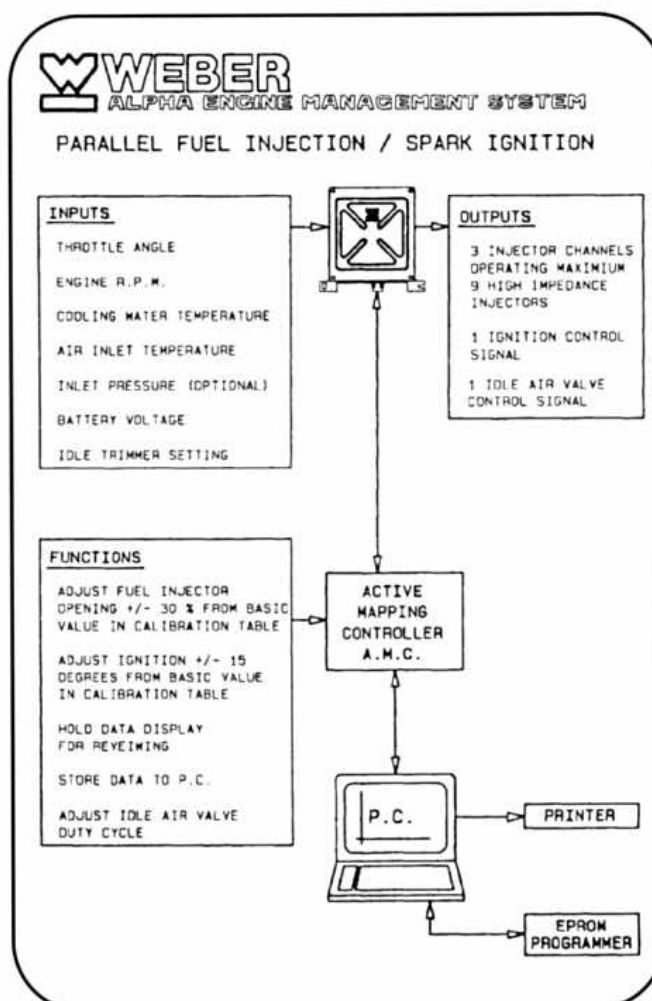 WEBER
ALPHA ENGINE MANAGEMENT SYSTEM
PARALLEL FUEL INJECTION / SPARK IGNITION
INPUTS
THROTTLE ANGLE
ENGINE R.P.M.
COOLING WATER TEMPERATURE
AIR INLET TEMPERATURE
INLET PRESSURE (OPTIONAL)
BATTERY VOLTAGE
IDLE TRIMMER SETTING
OUTPUTS
3 INJECTOR CHANNELS
OPERATING MAXIMIUM
9 HIGH IMPEDANCE
INJECTORS
1 IGNITION CONTROL
SIGNAL
1 IDLE AIR VALVE
CONTROL SIGNAL
FUNCTIONS
ADJUST FUEL INJECTOR
OPENING +/- 30 % FROM BASIC
VALUE IN CALIBRATION TABLE
ADJUST IGNITION +/- 15
DEGREES FROM BASIC VALUE
IN CALIBRATION TABLE
HOLD DATA DISPLAY
FOR REVEIWING
STORE DATA TO P.C.
ADJUST IDLE AIR VALVE
DUTY CYCLE
ACTIVE
MAPPING
CONTROLLER
A.M.C.
P.C.
PRINTER
EPROM
PROGRAMMER